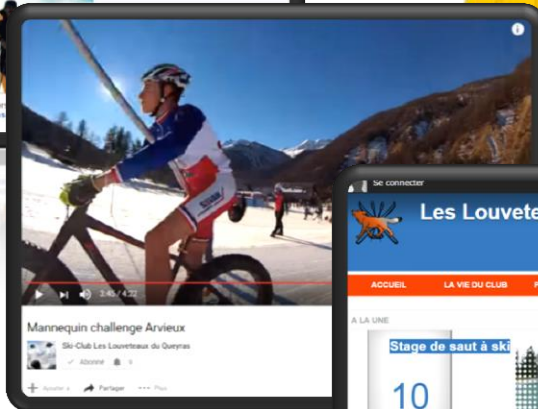 2:45 / 4:22
Mannequin challenge Arvieux
Ski-Club Les Louveteaux du Queyras
Abonné
9
Ajouter à
Partager
Plus
Se connecter
Les Louvete
ACCUEIL
LA VIE DU CLUB
A LA UNE
Stage de saut à ski
10